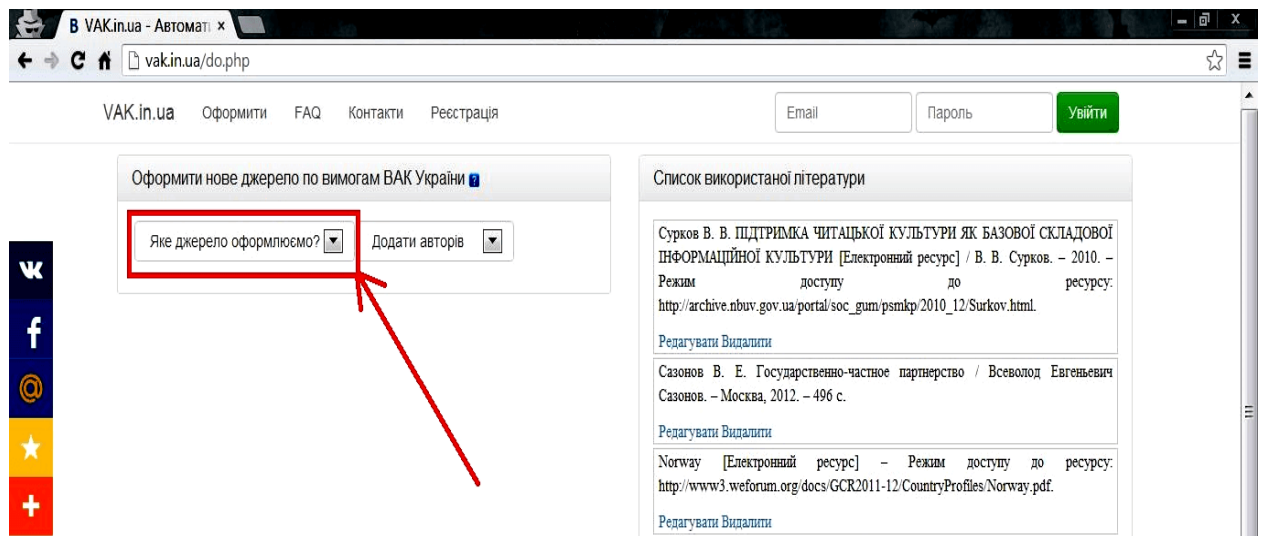 B VAK.in.ua - Автомат
vak.in.ua/do.php
VAK.in.ua Оформити FAQ Контакти Реєстрація Email Пароль Увійти
Оформити нове джерело по вимогам ВАК України ?
Яке джерело оформлюємо? Додати авторів
Список використаної літератури
Сурков В. В. ПІДТРИМКА ЧИТАЦЬКОЇ КУЛЬТУРИ ЯК БАЗОВОЇ СКЛАДОВОЇ
ІНФОРМАЦІЙНОЇ КУЛЬТУРИ [Електронний ресурс] / В. В. Сурков. – 2010. –
Режим доступу до ресурсу:
http://archive.nbuv.gov.ua/portal/soc_gum/psmkp/2010_12/Surkov.html.
Редагувати Видалити
Сазонов В. Е. Государственно-частное партнерство / Всеволод Евгеньевич
Сазонов. – Москва, 2012. – 496 с.
Редагувати Видалити
Norway [Електронний ресурс] – Режим доступу до ресурсу:
http://www3.weforum.org/docs/GCR2011-12/CountryProfiles/Norway.pdf.
Редагувати Видалити